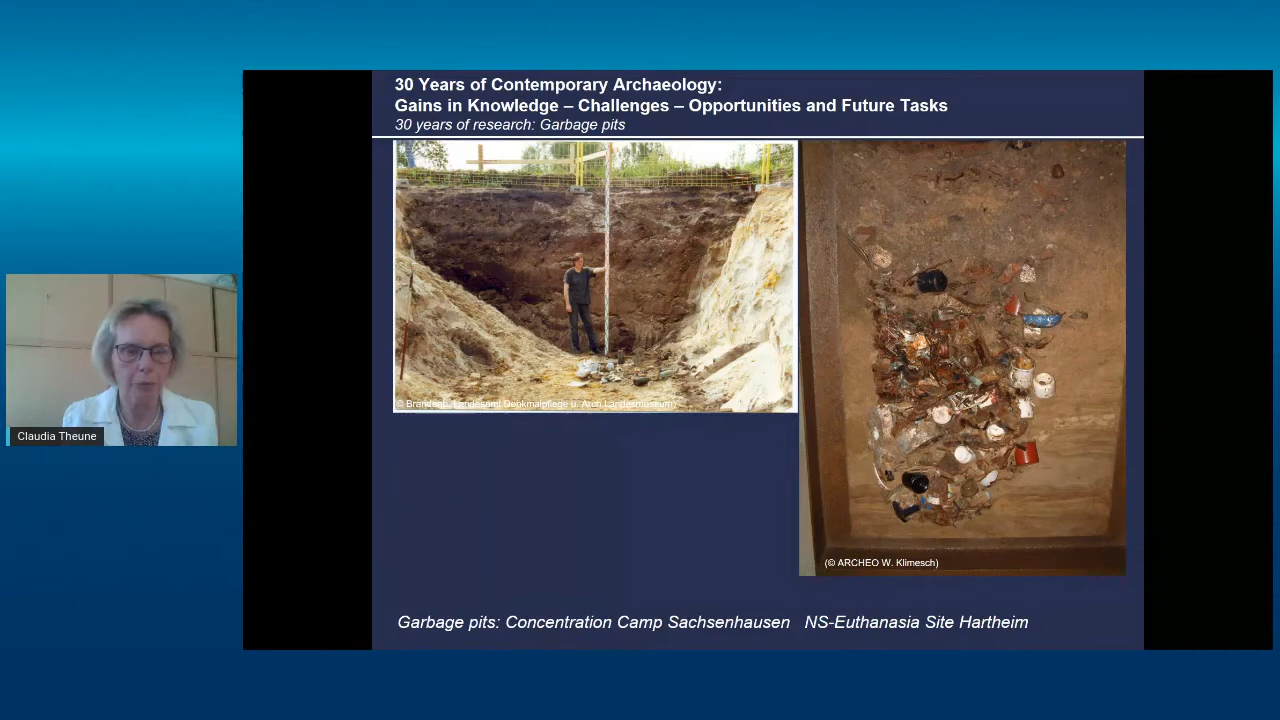 30 Years of Contemporary Archaeology:
Gains in Knowledge – Challenges – Opportunities and Future Tasks
30 years of research: Garbage pits
© Brandenb. Landesamt Denkmalpflege u. Arch Landesmuseum)
(© ARCHEO W. Klimesch)
Claudia Theune
Garbage pits: Concentration Camp Sachsenhausen NS-Euthanasia Site Hartheim